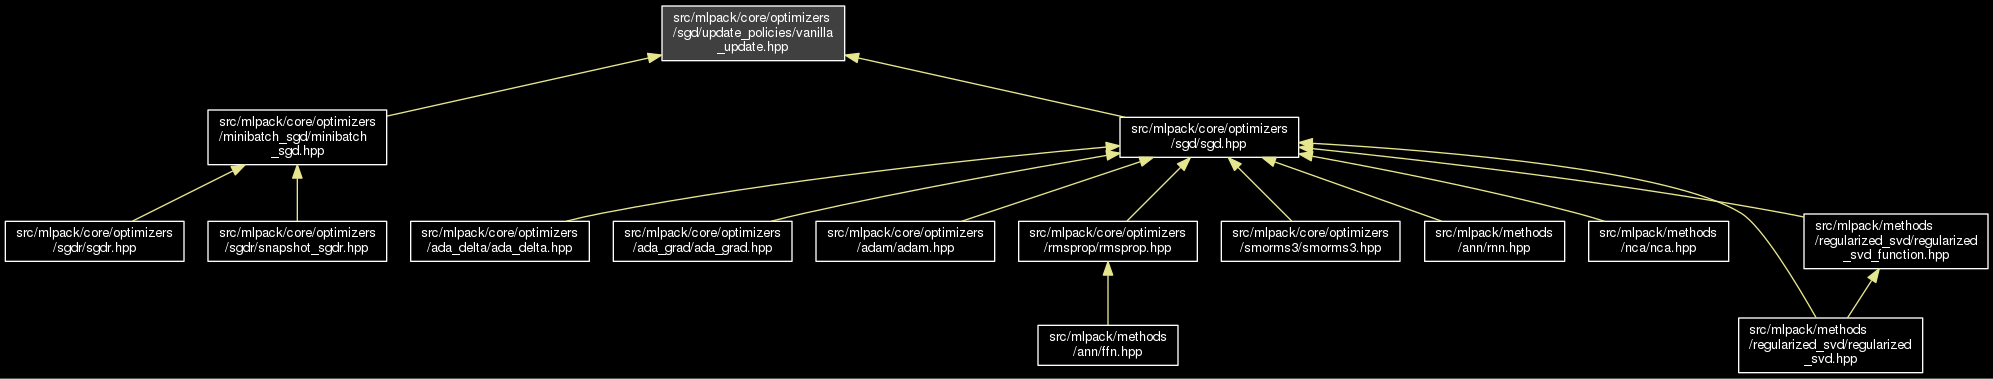 src/mlpack/core/optimizers
/sgd/update_policies/vanilla
_update.hpp
src/mlpack/core/optimizers
/minibatch_sgd/minibatch
_sgd.hpp
src/mlpack/core/optimizers
/sgd/sgd.hpp
src/mlpack/core/optimizers
/sgdr/sgdr.hpp
src/mlpack/core/optimizers
/sgdr/snapshot_sgdr.hpp
src/mlpack/core/optimizers
/ada_delta/ada_delta.hpp
src/mlpack/core/optimizers
/ada_grad/ada_grad.hpp
src/mlpack/core/optimizers
/adam/adam.hpp
src/mlpack/core/optimizers
/rmsprop/rmsprop.hpp
src/mlpack/core/optimizers
/smorms3/smorms3.hpp
src/mlpack/methods
/ann/rnn.hpp
src/mlpack/methods
/nca/nca.hpp
src/mlpack/methods
/regularized_svd/regularized
_svd_function.hpp
src/mlpack/methods
/ann/ffn.hpp
src/mlpack/methods
/regularized_svd/regularized
_svd.hpp